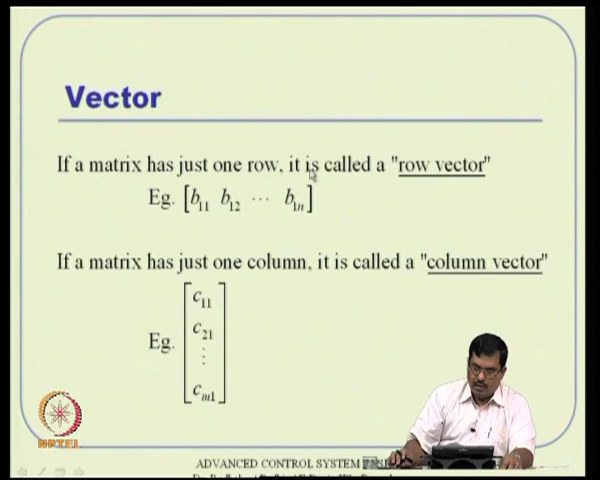 Vector
If a matrix has just one row, it is called a "row vector"
Eg. [b₁₁ b₁₂ ⋯ b₁ₙ]
If a matrix has just one column, it is called a "column vector"
Eg. [c₁₁
c₂₁
⋮
cₘ₁]
NPTEL
ADVANCED CONTROL SYSTEM